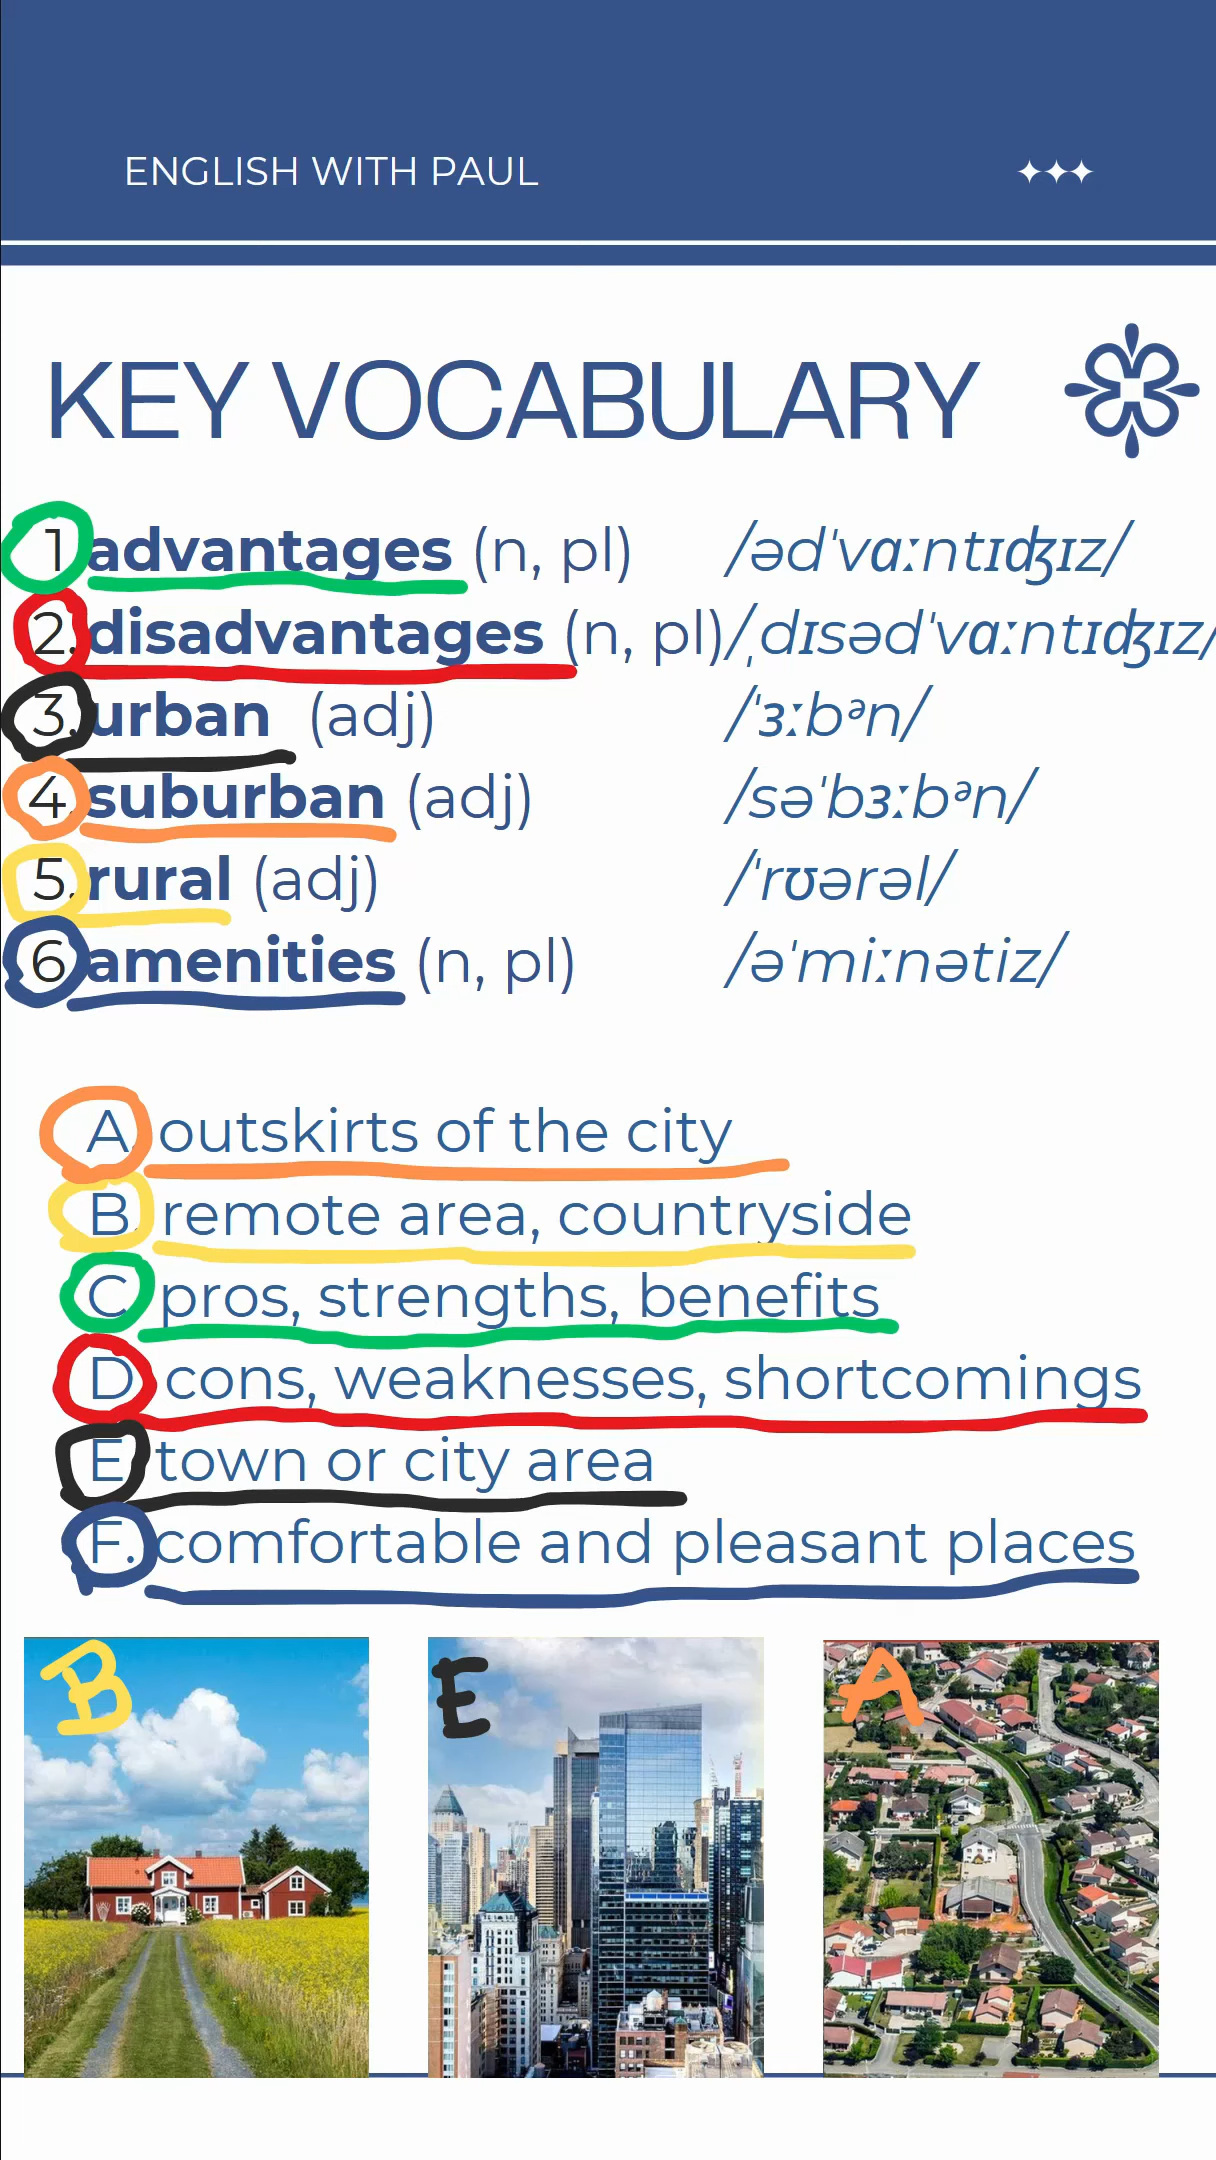 ENGLISH WITH PAUL
KEY VOCABULARY
1 advantages (n, pl) /ədˈvɑːntɪʤɪz/
2. disadvantages (n, pl) /ˌdɪsədˈvɑːntɪʤɪz/
3. urban (adj) /ˈɜːbᵊn/
4. suburban (adj) /səˈbɜːbᵊn/
5. rural (adj) /ˈrʊərəl/
6 amenities (n, pl) /əˈmiːnətiz/
A. outskirts of the city
B. remote area, countryside
C pros, strengths, benefits
D cons, weaknesses, shortcomings
E town or city area
F. comfortable and pleasant places
B E A